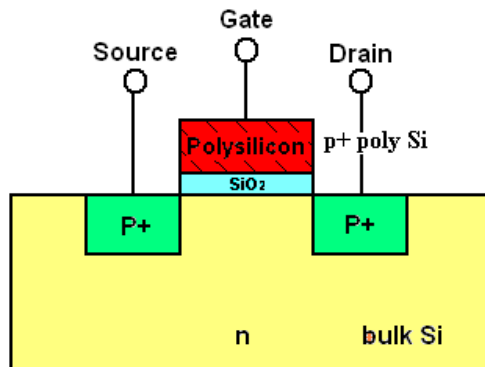 Gate
Source
Drain
Polysilicon
p+ poly Si
SiO2
P+
P+
n
bulk Si